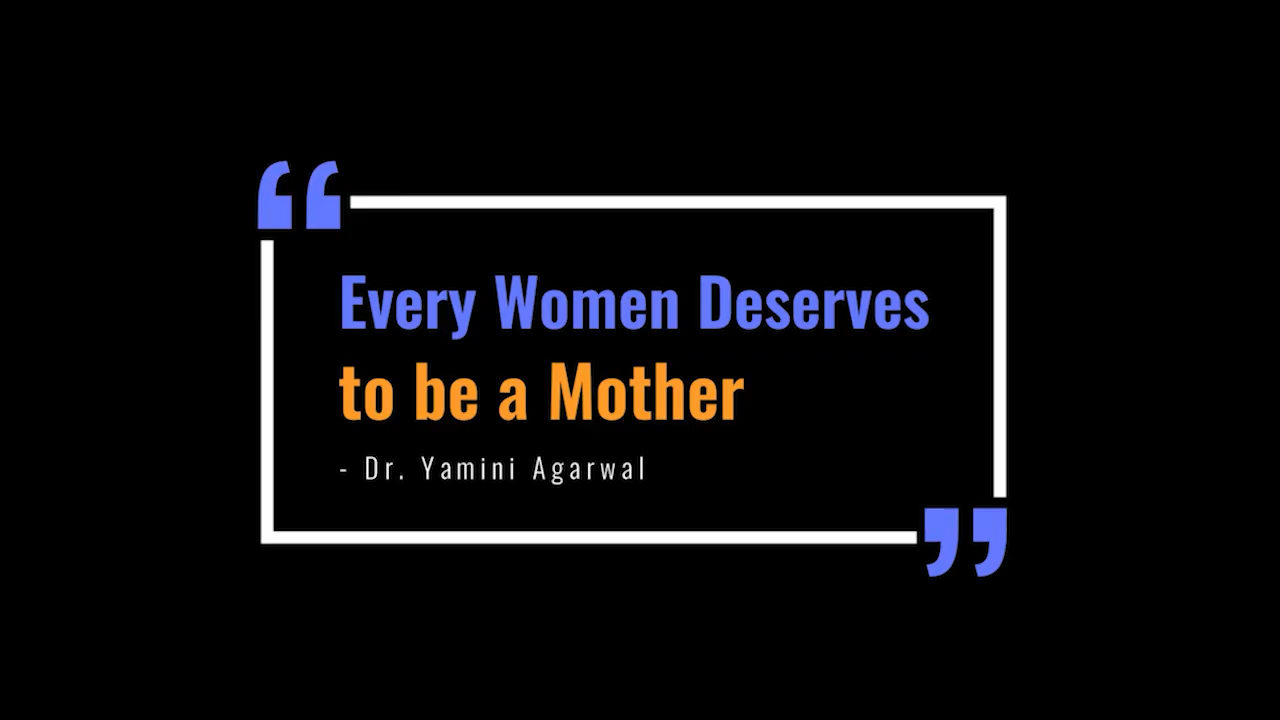 “
Every Women Deserves
to be a Mother
- Dr. Yamini Agarwal
”